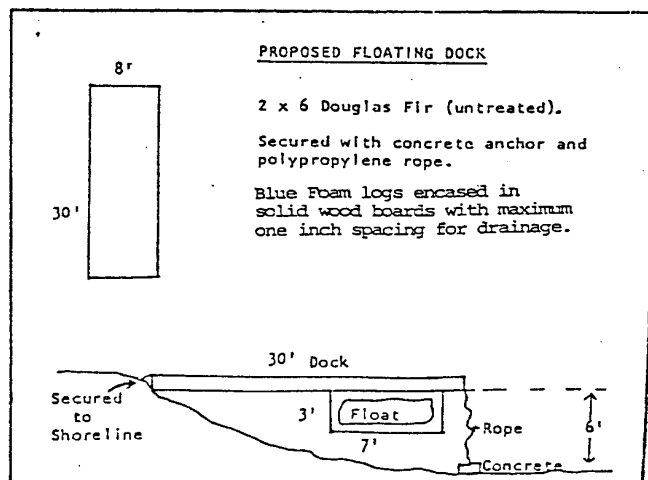 PROPOSED FLOATING DOCK
8'
2 x 6 Douglas Fir (untreated).
Secured with concrete anchor and
polypropylene rope.
Blue Foam logs encased in
solid wood boards with maximum
one inch spacing for drainage.
30'
30' Dock
Secured
to
Shoreline
3'
Float
7'
Rope
6'
Concrete